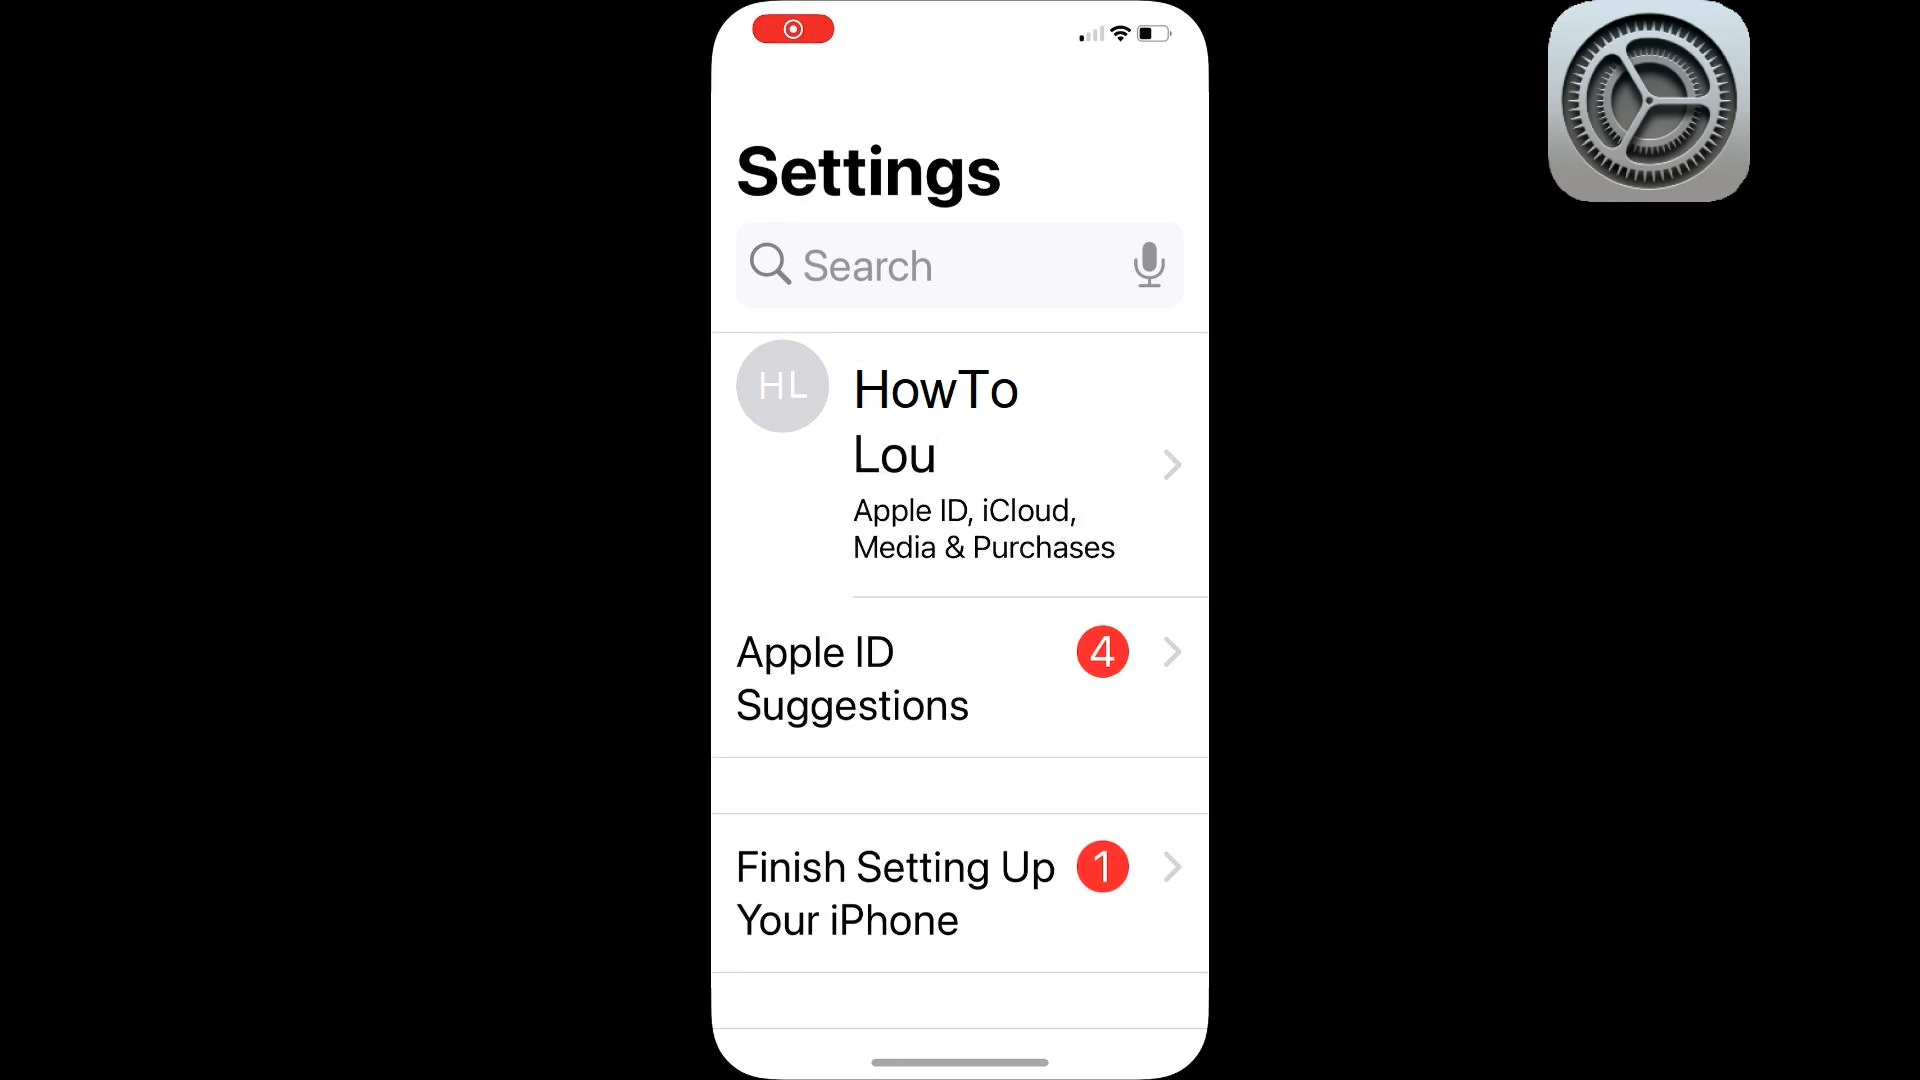 Settings
Search
HL
HowTo
Lou
Apple ID, iCloud,
Media & Purchases
Apple ID
Suggestions
4
Finish Setting Up
Your iPhone
1